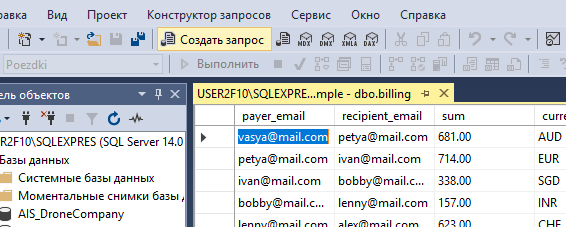 правка Вид Проект Конструктор запросов Сервис Окно Справка
Создать запрос MDX DMX XMLA DAX
Poezdki Выполнить
USER2F10\SQLEXPRE...mple - dbo.billing
ль объектов
payer_email recipient_email sum curre
vasya@mail.com petya@mail.com 681.00 AUD
R2F10\SQLEXPRES (SQL Server 14.0
petya@mail.com ivan@mail.com 714.00 EUR
Базы данных
Системные базы данных
ivan@mail.com bobby@mail.c... 338.00 SGD
Моментальные снимки базы д
bobby@mail.c... lenny@mail.com 157.00 INR
AIS_DroneCompany
lenny@mail.com alex@mail.com 623.00 CHF